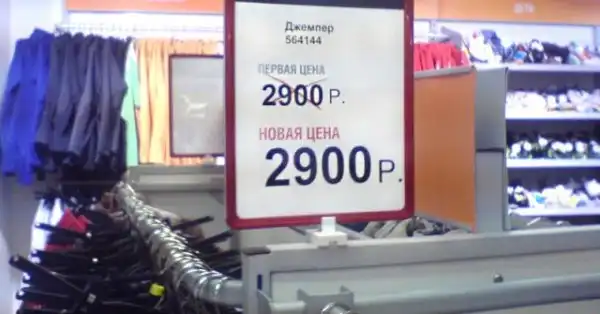 Джемпер
564144
ПЕРВАЯ ЦЕНА
2900 Р.
НОВАЯ ЦЕНА
2900 Р.